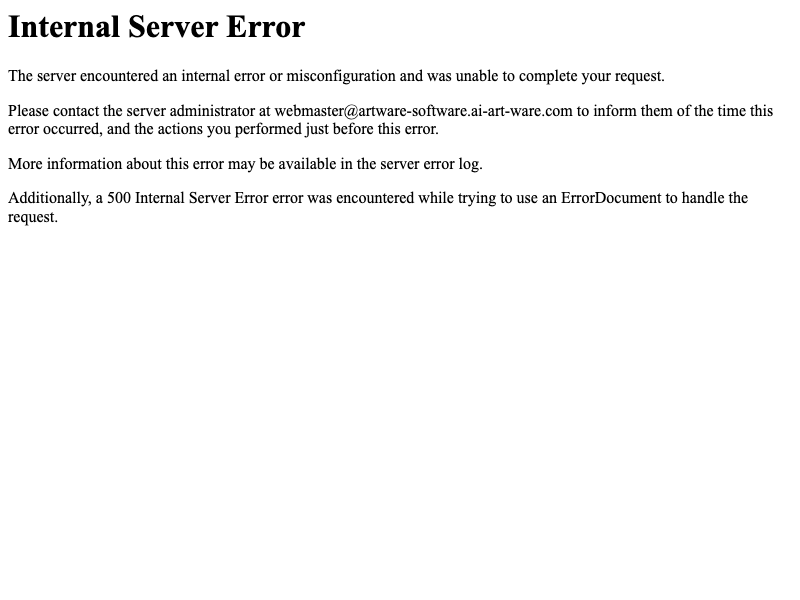 Internal Server Error
The server encountered an internal error or misconfiguration and was unable to complete your request.
Please contact the server administrator at webmaster@artware-software.ai-art-ware.com to inform them of the time this
error occurred, and the actions you performed just before this error.
More information about this error may be available in the server error log.
Additionally, a 500 Internal Server Error error was encountered while trying to use an ErrorDocument to handle the
request.